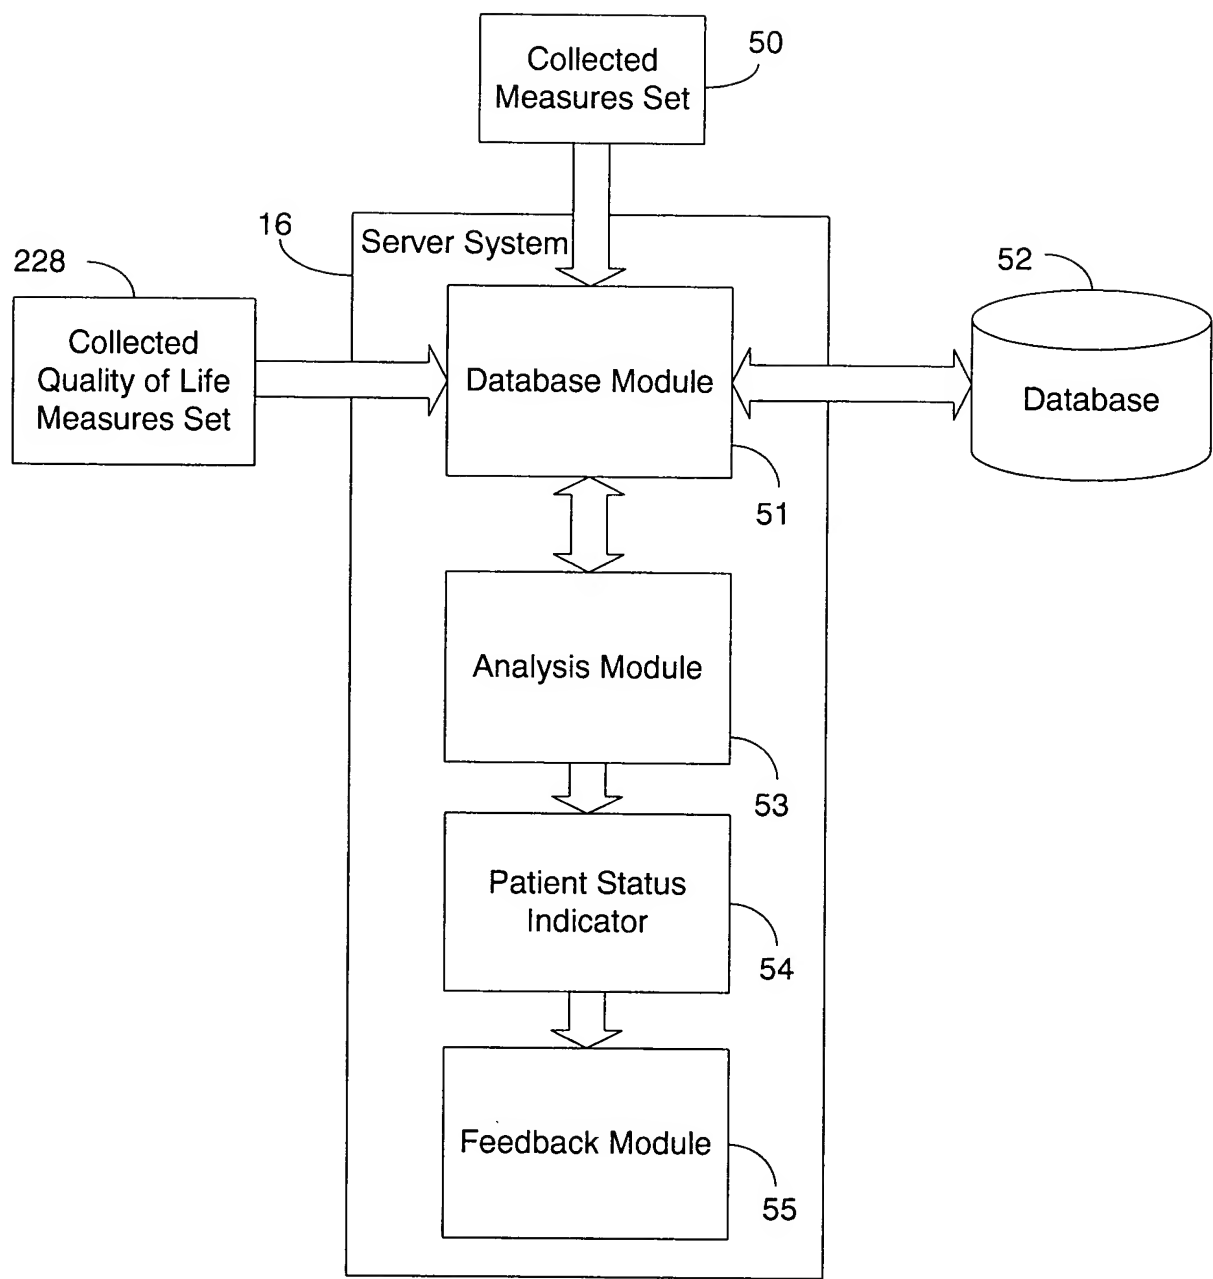 50
Collected
Measures Set
16
Server System
228
52
Collected
Quality of Life
Measures Set
Database Module
Database
51
Analysis Module
53
Patient Status
Indicator
54
Feedback Module
55